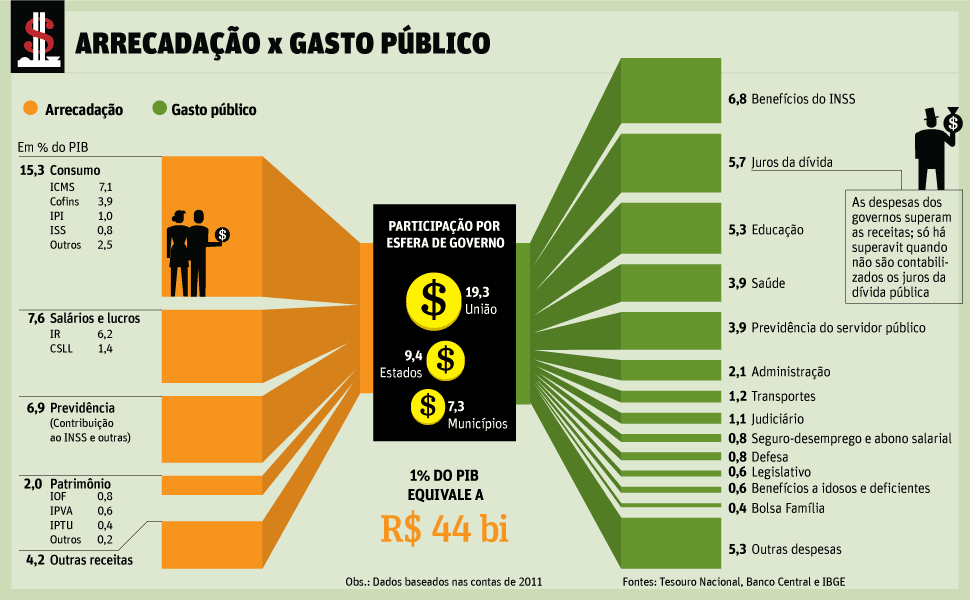 ARRECADAÇÃO x GASTO PÚBLICO
Arrecadação
Gasto público
Em % do PIB
15,3 Consumo
ICMS 7,1
Cofins 3,9
IPI 1,0
ISS 0,8
Outros 2,5
7,6 Salários e lucros
IR 6,2
CSLL 1,4
6,9 Previdência
(Contribuição
ao INSS e outras)
2,0 Patrimônio
IOF 0,8
IPVA 0,6
IPTU 0,4
Outros 0,2
4,2 Outras receitas
PARTICIPAÇÃO POR
ESFERA DE GOVERNO
$
19,3
União
9,4
Estados
$
$
7,3
Municípios
1% DO PIB
EQUIVALE A
R$ 44 bi
6,8 Benefícios do INSS
5,7 Juros da dívida
5,3 Educação
3,9 Saúde
3,9 Previdência do servidor público
2,1 Administração
1,2 Transportes
1,1 Judiciário
0,8 Seguro-desemprego e abono salarial
0,8 Defesa
0,6 Legislativo
0,6 Benefícios a idosos e deficientes
0,4 Bolsa Família
5,3 Outras despesas
$
$
$
As despesas dos
governos superam
as receitas; só há
superavit quando
não são contabili-
zados os juros da
dívida pública
Obs.: Dados baseados nas contas de 2011
Fontes: Tesouro Nacional, Banco Central e IBGE